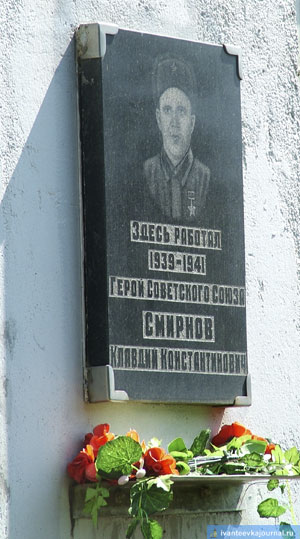 Здесь работал
1939-1941
Герой Советского Союза
Смирнов
Клавдий Константинович
ivanteevkajournal.ru